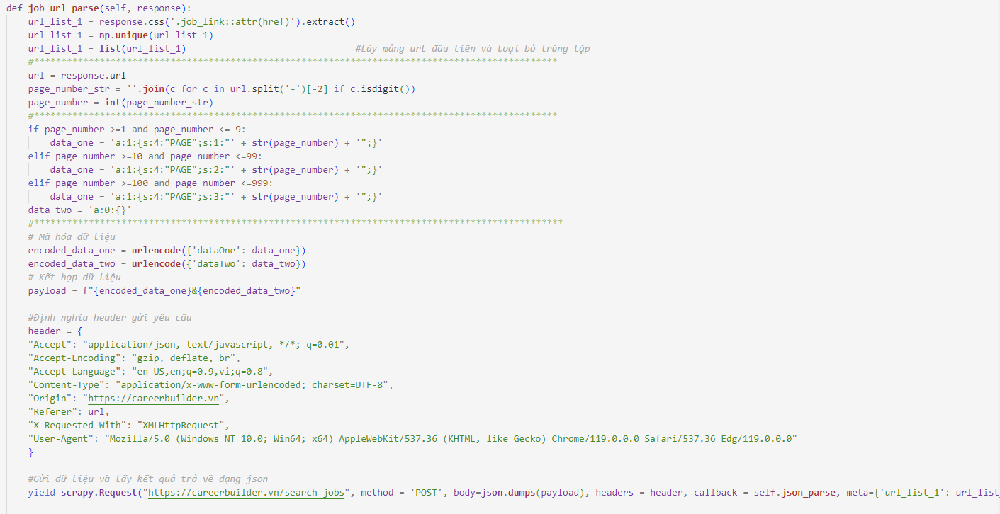 def job_url_parse(self, response):
    url_list_1 = response.css('.job_link::attr(href)').extract()
    url_list_1 = np.unique(url_list_1)
    url_list_1 = list(url_list_1)                               #Lấy mảng url đầu tiên và loại bỏ trùng lặp
    #************************************************************************************************
    url = response.url
    page_number_str = ''.join(c for c in url.split('-')[-2] if c.isdigit())
    page_number = int(page_number_str)
    #************************************************************************************************
    if page_number >=1 and page_number <= 9:
        data_one = 'a:1:{s:4:"PAGE";s:1:"' + str(page_number) + '";}'
    elif page_number >=10 and page_number <=99:
        data_one = 'a:1:{s:4:"PAGE";s:2:"' + str(page_number) + '";}'
    elif page_number >=100 and page_number <=999:
        data_one = 'a:1:{s:4:"PAGE";s:3:"' + str(page_number) + '";}'
    data_two = 'a:0:{}'
    #*************************************************************************************************
    # Mã hóa dữ liệu
    encoded_data_one = urlencode({'dataOne': data_one})
    encoded_data_two = urlencode({'dataTwo': data_two})
    # Kết hợp dữ liệu
    payload = f"{encoded_data_one}&{encoded_data_two}"
    #Định nghĩa header gửi yêu cầu
    header = {
    "Accept": "application/json, text/javascript, */*; q=0.01",
    "Accept-Encoding": "gzip, deflate, br",
    "Accept-Language": "en-US,en;q=0.9,vi;q=0.8",
    "Content-Type": "application/x-www-form-urlencoded; charset=UTF-8",
    "Origin": "https://careerbuilder.vn",
    "Referer": url,
    "X-Requested-With": "XMLHttpRequest",
    "User-Agent": "Mozilla/5.0 (Windows NT 10.0; Win64; x64) AppleWebKit/537.36 (KHTML, like Gecko) Chrome/119.0.0.0 Safari/537.36 Edg/119.0.0.0"
    }
    #Gửi dữ liệu và lấy kết quả trả về dạng json
    yield scrapy.Request("https://careerbuilder.vn/search-jobs", method = 'POST', body=json.dumps(payload), headers = header, callback = self.json_parse, meta={'url_list_1': url_list_